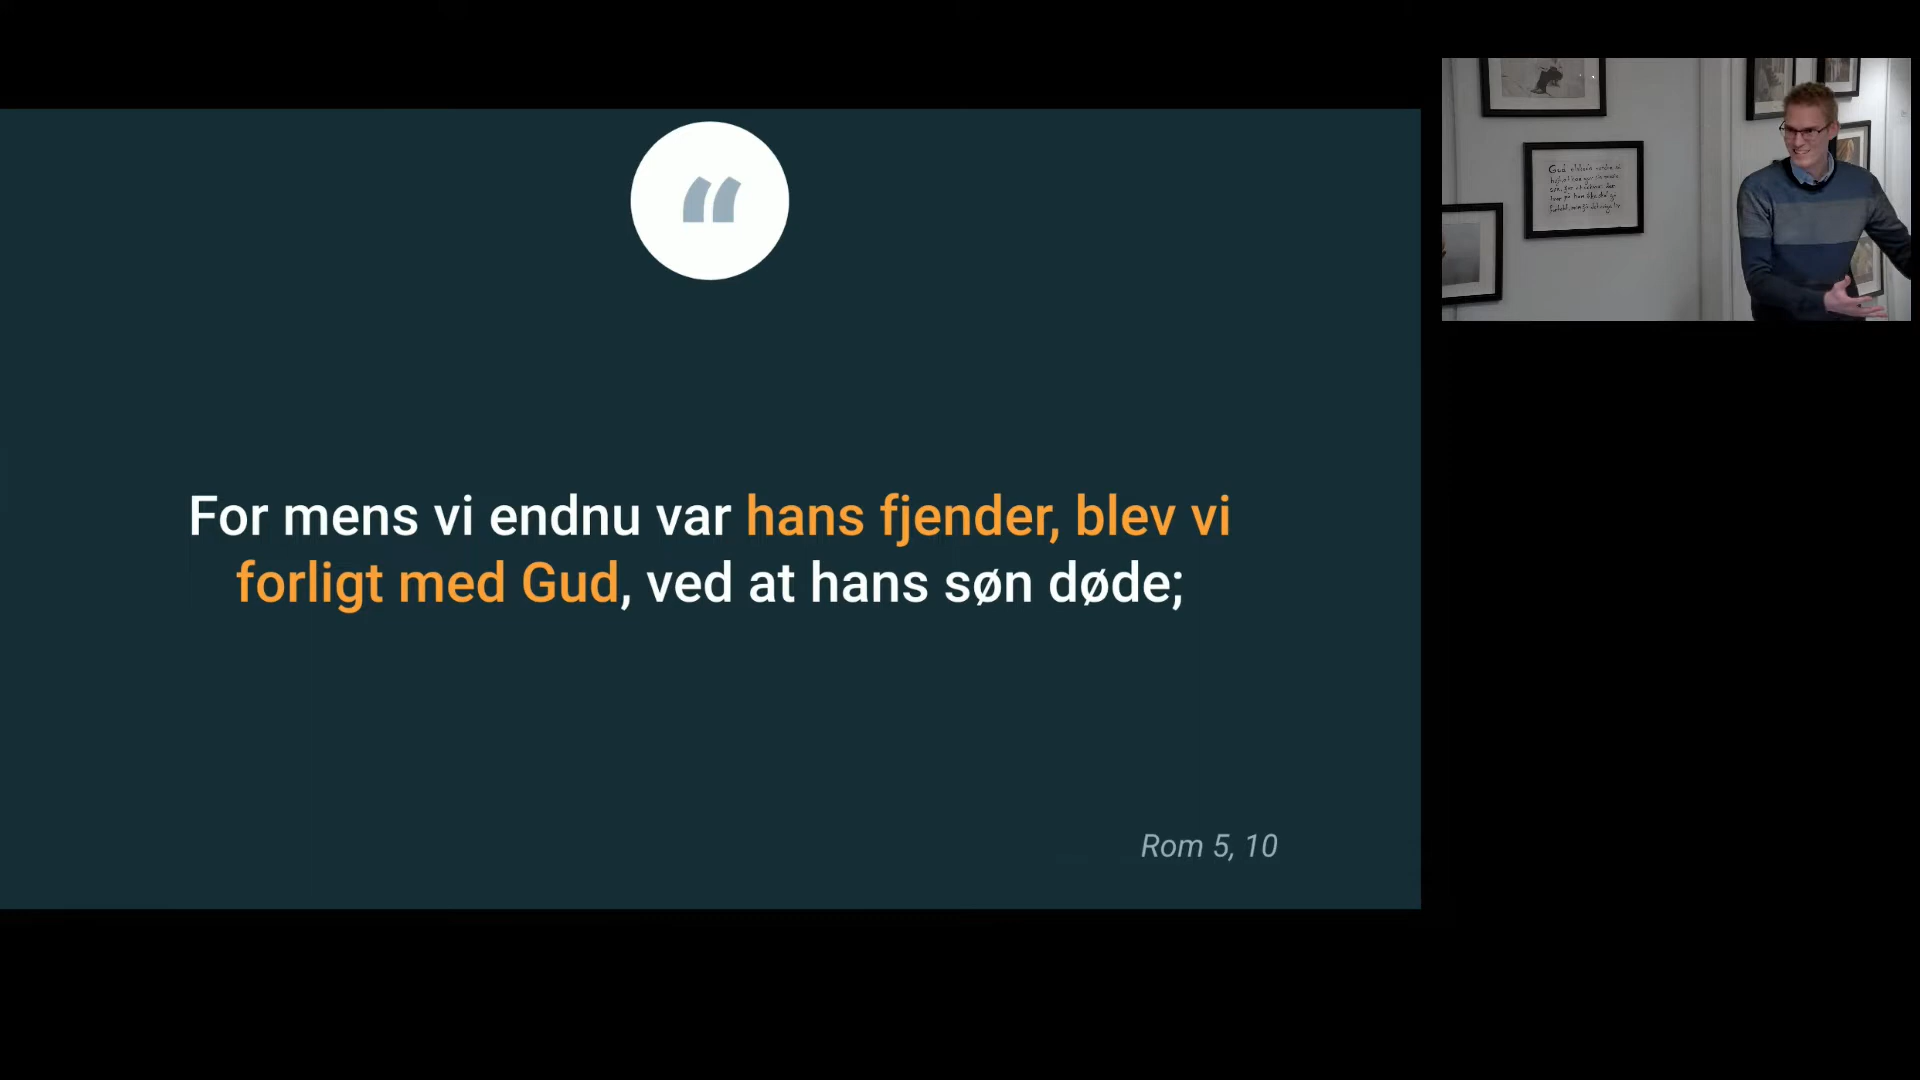 “
For mens vi endnu var hans fjender, blev vi
forligt med Gud, ved at hans søn døde;
Rom 5, 10
Gud